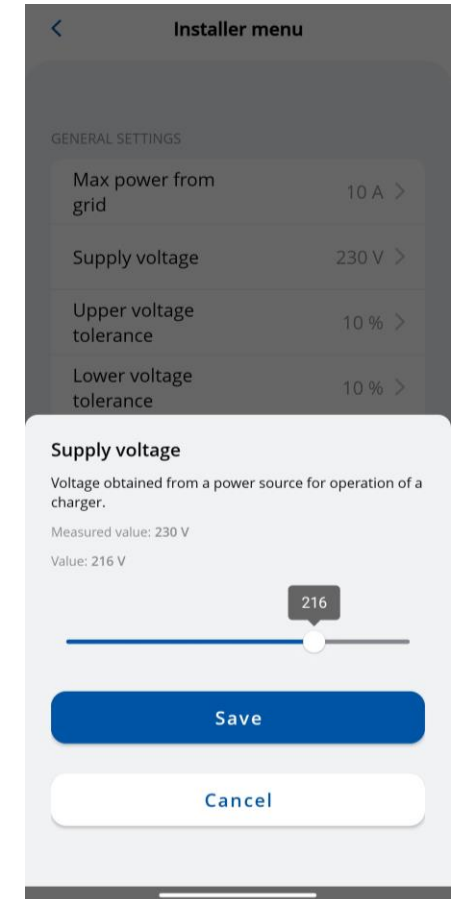 Installer menu
GENERAL SETTINGS
Max power from
grid
10 A
Supply voltage
230 V
Upper voltage
tolerance
10 %
Lower voltage
tolerance
10 %
Supply voltage
Voltage obtained from a power source for operation of a
charger.
Measured value: 230 V
Value: 216 V
216
Save
Cancel